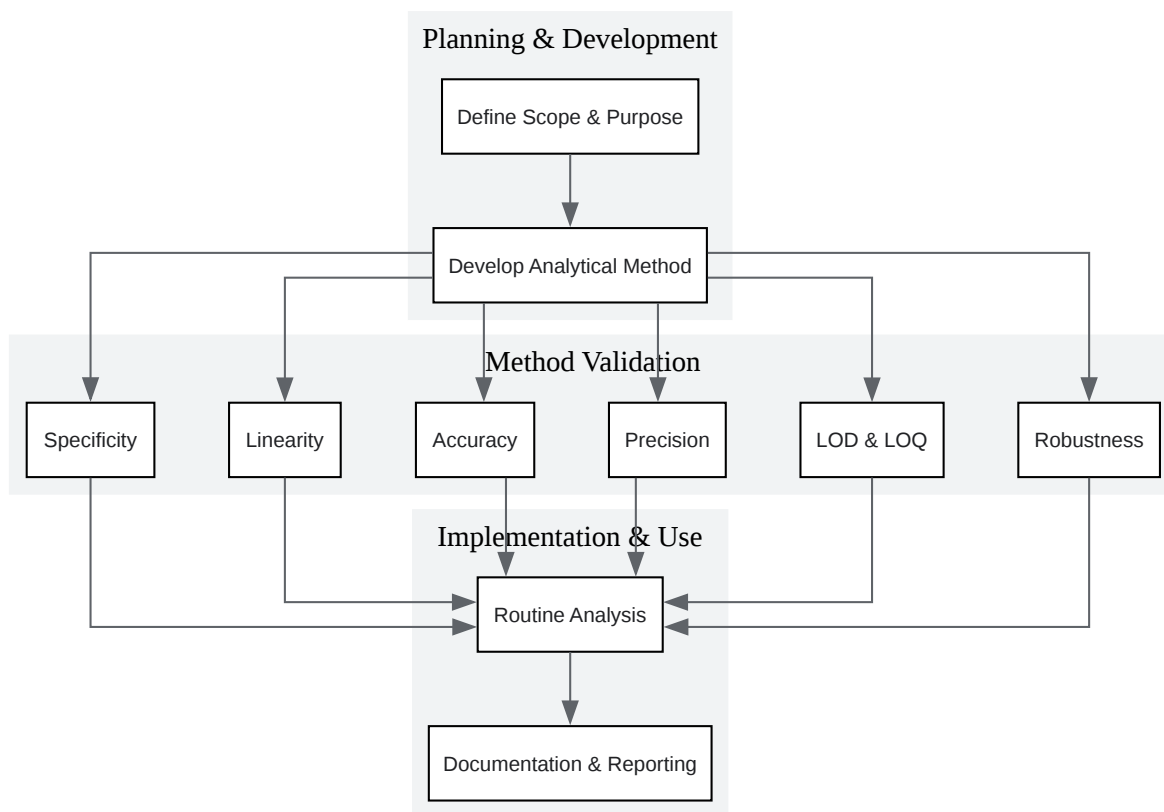 Planning & Development
Define Scope & Purpose
Develop Analytical Method
Method Validation
Specificity
Linearity
Accuracy
Precision
LOD & LOQ
Robustness
Implementation & Use
Routine Analysis
Documentation & Reporting